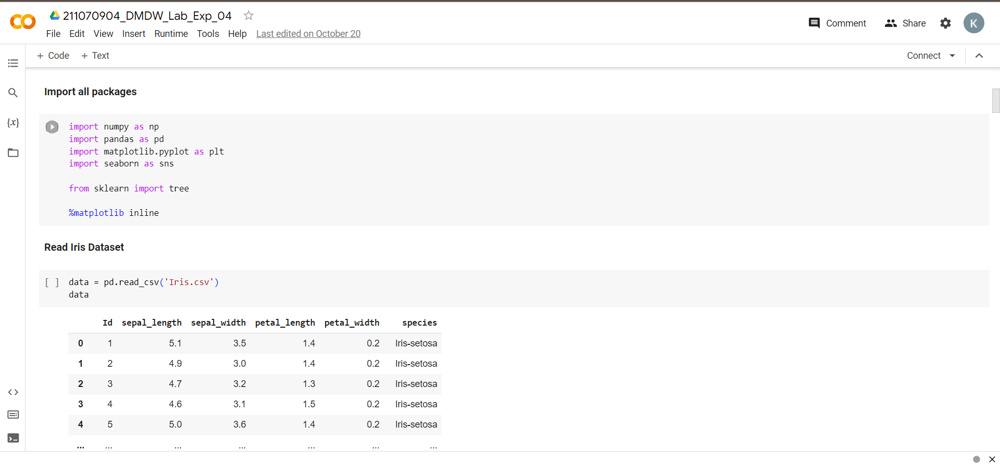 211070904_DMDW_Lab_Exp_04
Comment Share K
File Edit View Insert Runtime Tools Help Last edited on October 20
+ Code + Text Connect
Import all packages
{x}
import numpy as np
import pandas as pd
import matplotlib.pyplot as plt
import seaborn as sns
from sklearn import tree
%matplotlib inline
Read Iris Dataset
[ ] data = pd.read_csv('Iris.csv')
data
Id sepal_length sepal_width petal_length petal_width species
0 1 5.1 3.5 1.4 0.2 Iris-setosa
1 2 4.9 3.0 1.4 0.2 Iris-setosa
2 3 4.7 3.2 1.3 0.2 Iris-setosa
3 4 4.6 3.1 1.5 0.2 Iris-setosa
4 5 5.0 3.6 1.4 0.2 Iris-setosa
... ... ... ... ... ... ...